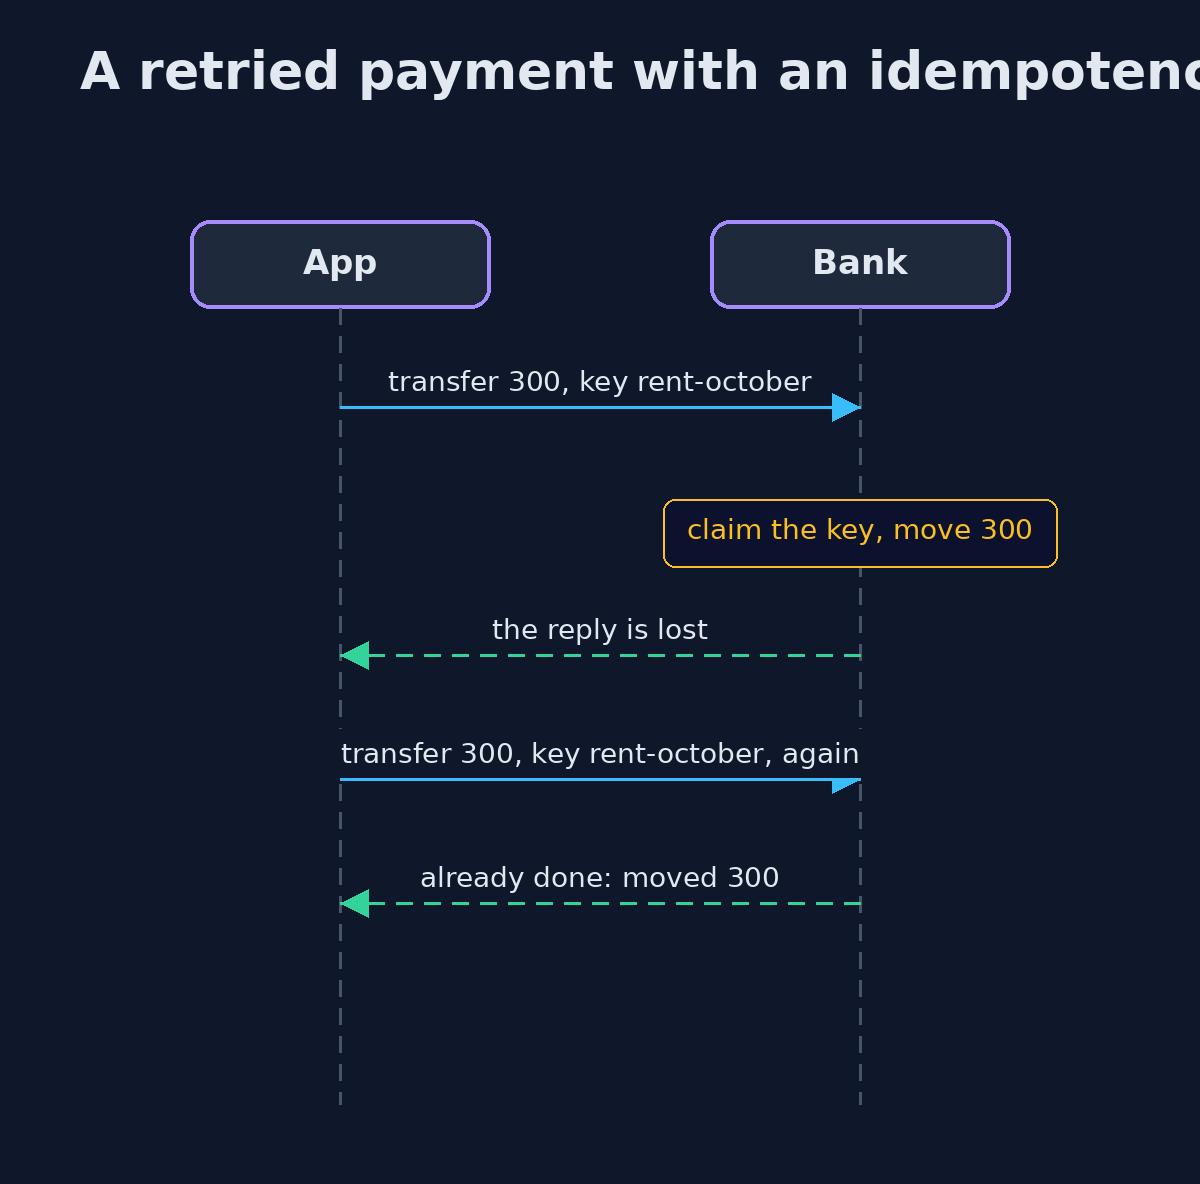 A retried payment with an idempotenc
App
Bank
transfer 300, key rent-october
claim the key, move 300
the reply is lost
transfer 300, key rent-october, again
already done: moved 300